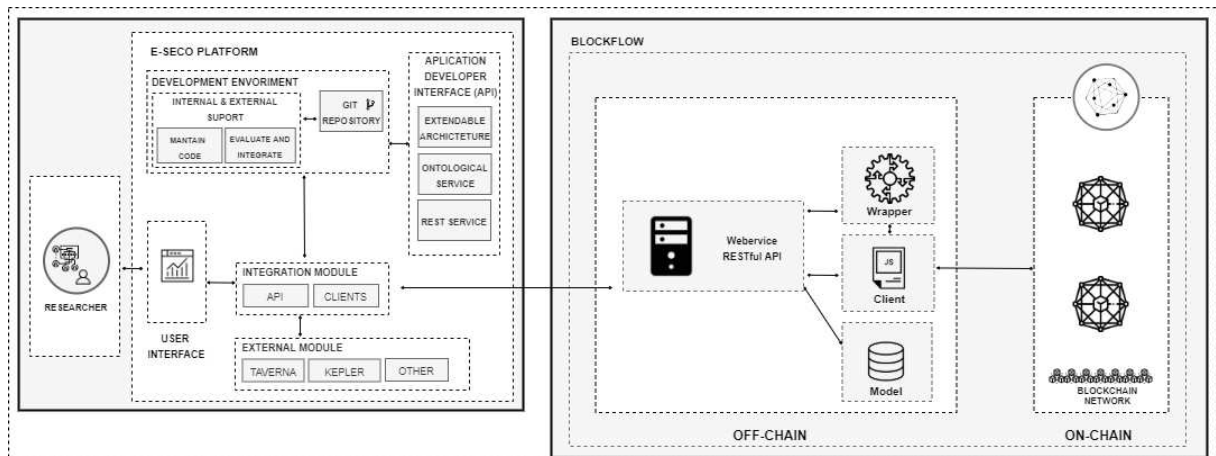 E-SECO PLATFORM
DEVELOPMENT ENVORIMENT
INTERNAL & EXTERNAL
SUPORT
MANTAIN
CODE
EVALUATE AND
INTEGRATE
GIT
REPOSITORY
APLICATION
DEVELOPER
INTERFACE (API)
EXTENDABLE
ARCHICTETURE
ONTOLOGICAL
SERVICE
REST SERVICE
RESEARCHER
USER
INTERFACE
INTEGRATION MODULE
API
CLIENTS
EXTERNAL MODULE
TAVERNA
KEPLER
OTHER
BLOCKFLOW
Webervice
RESTful API
Wrapper
JS
Client
Model
OFF-CHAIN
BLOCKCHAIN
NETWORK
ON-CHAIN